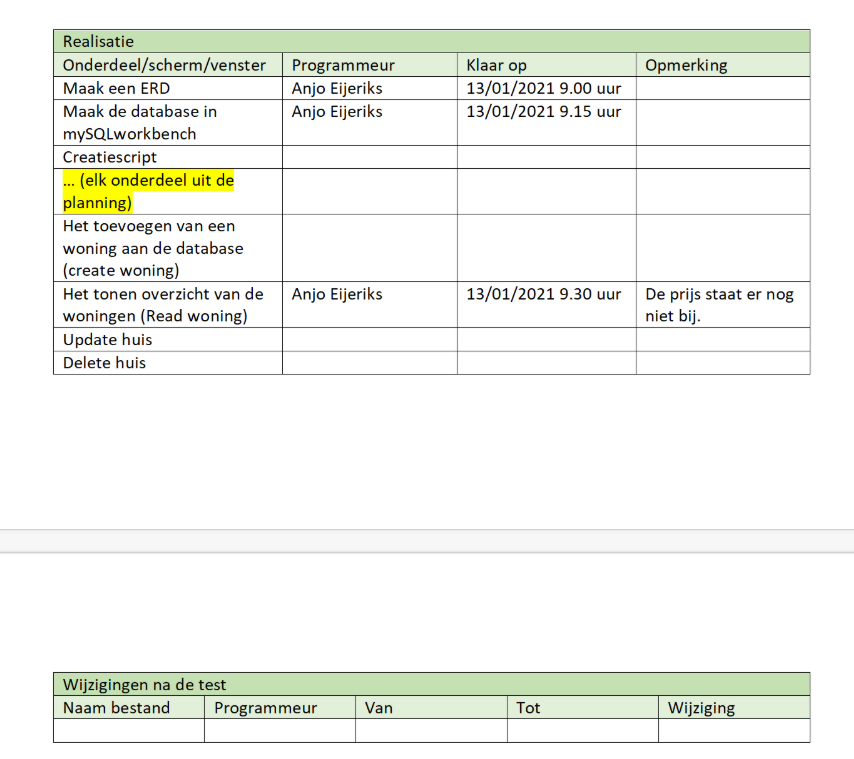 Realisatie
Onderdeel/scherm/venster Programmeur Klaar op Opmerking
Maak een ERD Anjo Eijeriks 13/01/2021 9.00 uur
Maak de database in Anjo Eijeriks 13/01/2021 9.15 uur
mySQLworkbench
Creatiescript
... (elk onderdeel uit de
planning)
Het toevoegen van een
woning aan de database
(create woning)
Het tonen overzicht van de Anjo Eijeriks 13/01/2021 9.30 uur De prijs staat er nog
woningen (Read woning) niet bij.
Update huis
Delete huis
Wijzigingen na de test
Naam bestand Programmeur Van Tot Wijziging